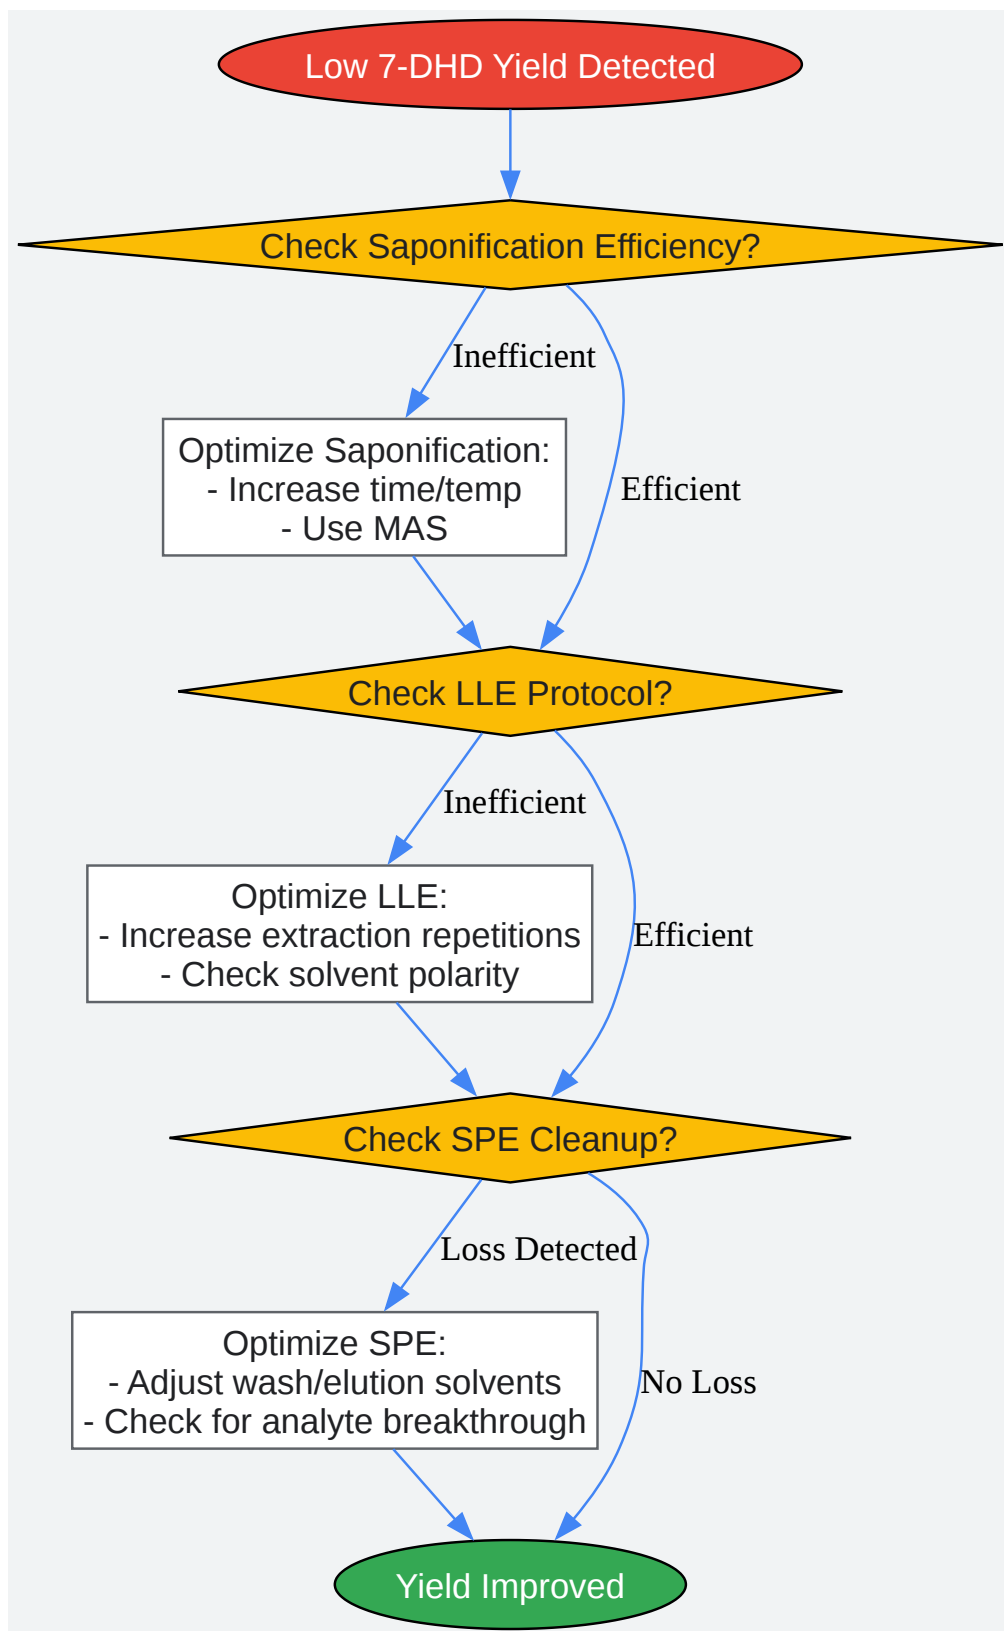 Low 7-DHD Yield Detected
Check Saponification Efficiency?
Inefficient
Optimize Saponification:
- Increase time/temp
- Use MAS
Efficient
Check LLE Protocol?
Inefficient
Optimize LLE:
- Increase extraction repetitions
- Check solvent polarity
Efficient
Check SPE Cleanup?
Loss Detected
Optimize SPE:
- Adjust wash/elution solvents
- Check for analyte breakthrough
No Loss
Yield Improved